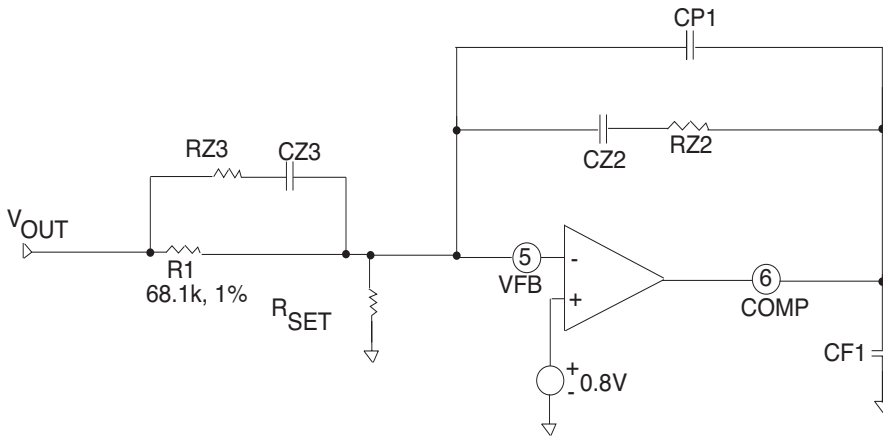 CP1
CZ2
RZ2
RZ3
CZ3
VOUT
R1
68.1k, 1%
RSET
5
VFB
-
+
6
COMP
+
-
0.8V
CF1